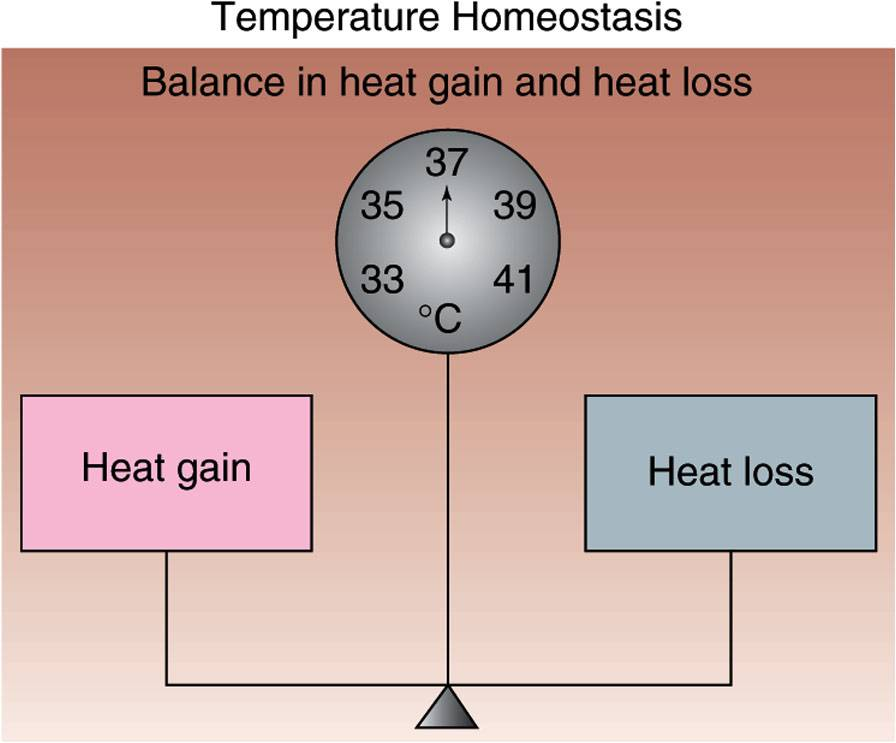 Temperature Homeostasis
Balance in heat gain and heat loss
37
35 39
33 41
°C
Heat gain
Heat loss